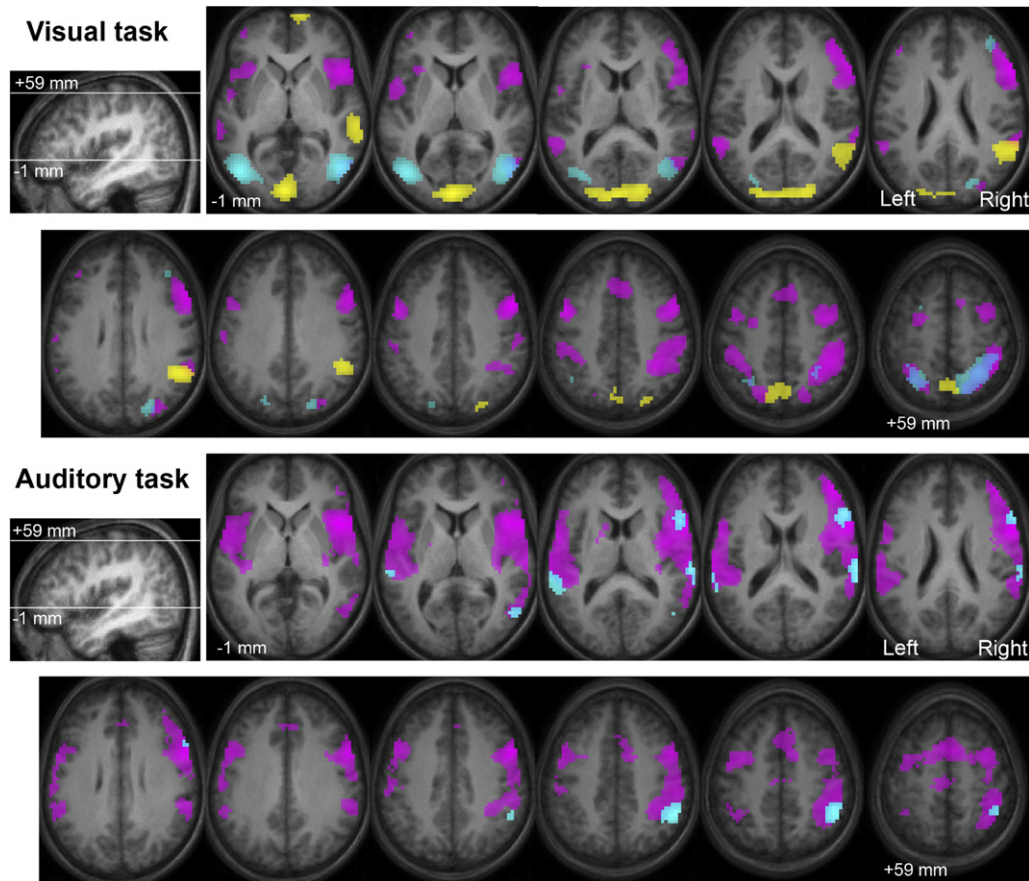 Visual task
+59 mm
-1 mm
-1 mm
Left
Right
+59 mm
Auditory task
+59 mm
-1 mm
-1 mm
Left
Right
+59 mm